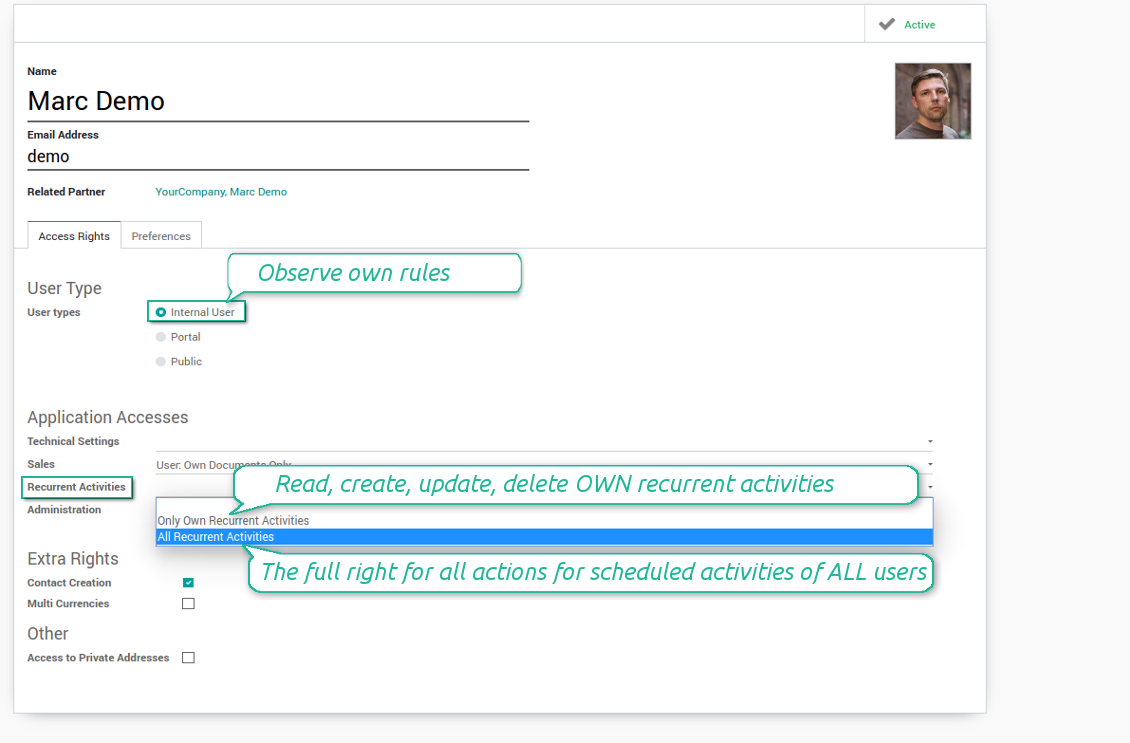 Active
Name
Marc Demo
Email Address
demo
Related Partner YourCompany, Marc Demo
Access Rights Preferences
Observe own rules
User Type
User types Internal User
Portal
Public
Application Accesses
Technical Settings
Sales User: Own Documents Only
Recurrent Activities Read, create, update, delete OWN recurrent activities
Administration
Only Own Recurrent Activities
All Recurrent Activities
Extra Rights
The full right for all actions for scheduled activities of ALL users
Contact Creation
Multi Currencies
Other
Access to Private Addresses